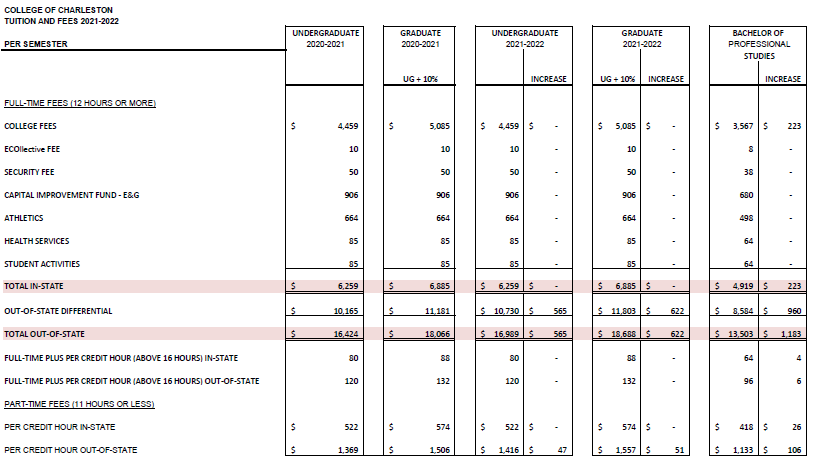 COLLEGE OF CHARLESTON
TUITION AND FEES 2021-2022
UNDERGRADUATE GRADUATE UNDERGRADUATE GRADUATE BACHELOR OF
PER SEMESTER 2020-2021 2020-2021 2021-2022 2021-2022 PROFESSIONAL
STUDIES
UG + 10% INCREASE UG + 10% INCREASE INCREASE
FULL-TIME FEES (12 HOURS OR MORE)
COLLEGE FEES $ 4,459 $ 5,085 $ 4,459 $ - $ 5,085 $ - $ 3,567 $ 223
ECOllective FEE 10 10 10 - 10 - 8 -
SECURITY FEE 50 50 50 - 50 - 38 -
CAPITAL IMPROVEMENT FUND - E&G 906 906 906 - 906 - 680 -
ATHLETICS 664 664 664 - 664 - 498 -
HEALTH SERVICES 85 85 85 - 85 - 64 -
STUDENT ACTIVITIES 85 85 85 - 85 - 64 -
TOTAL IN-STATE $ 6,259 $ 6,885 $ 6,259 $ - $ 6,885 $ - $ 4,919 $ 223
OUT-OF-STATE DIFFERENTIAL $ 10,165 $ 11,181 $ 10,730 $ 565 $ 11,803 $ 622 $ 8,584 $ 960
TOTAL OUT-OF-STATE $ 16,424 $ 18,066 $ 16,989 $ 565 $ 18,688 $ 622 $ 13,503 $ 1,183
FULL-TIME PLUS PER CREDIT HOUR (ABOVE 16 HOURS) IN-STATE 80 88 80 - 88 - 64 4
FULL-TIME PLUS PER CREDIT HOUR (ABOVE 16 HOURS) OUT-OF-STATE 120 132 120 - 132 - 96 6
PART-TIME FEES (11 HOURS OR LESS)
PER CREDIT HOUR IN-STATE $ 522 $ 574 $ 522 $ - $ 574 $ - $ 418 $ 26
PER CREDIT HOUR OUT-OF-STATE $ 1,369 $ 1,506 $ 1,416 $ 47 $ 1,557 $ 51 $ 1,133 $ 106